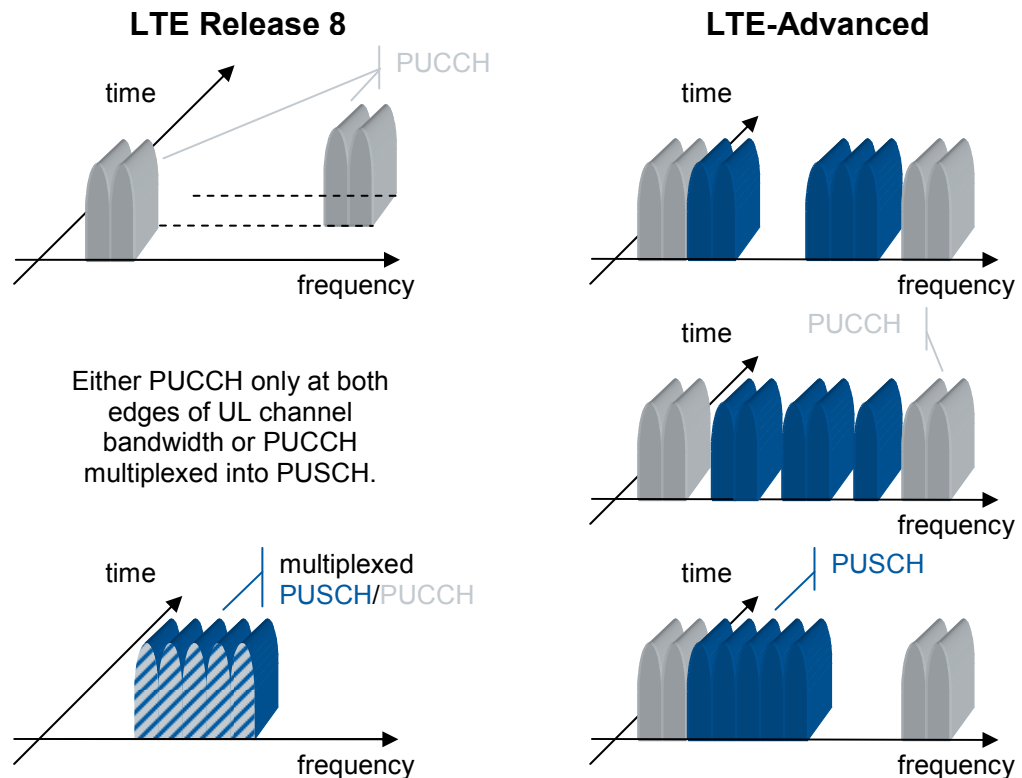 LTE Release 8
PUCCH
time
frequency
Either PUCCH only at both
edges of UL channel
bandwidth or PUCCH
multiplexed into PUSCH.
time
multiplexed
PUSCH/PUCCH
frequency
LTE-Advanced
time
frequency
PUCCH
time
frequency
PUSCH
time
frequency